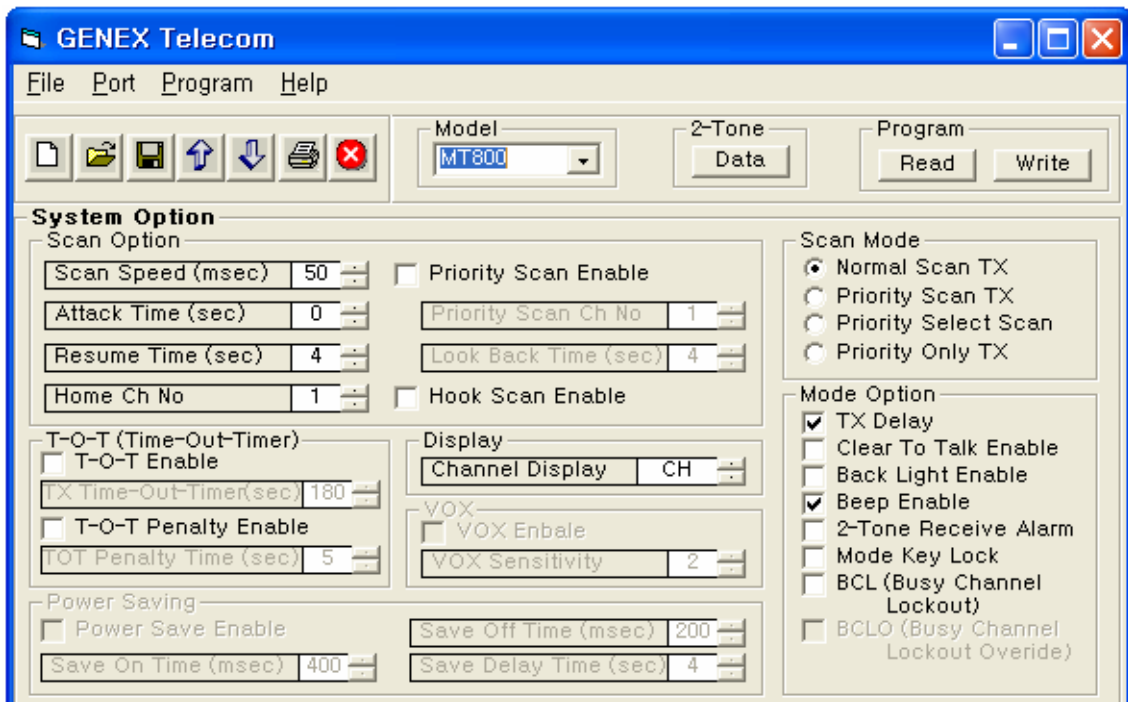 GENEX Telecom
File Port Program Help
Model
MT800
2-Tone
Data
Program
Read Write
System Option
Scan Option
Scan Speed (msec) 50
Attack Time (sec) 0
Resume Time (sec) 4
Home Ch No 1
Priority Scan Enable
Priority Scan Ch No 1
Look Back Time (sec) 4
Hook Scan Enable
Scan Mode
Normal Scan TX
Priority Scan TX
Priority Select Scan
Priority Only TX
T-O-T (Time-Out-Timer)
T-O-T Enable
TX Time-Out-Timer(sec) 180
T-O-T Penalty Enable
TOT Penalty Time (sec) 5
Display
Channel Display CH
VOX
VOX Enbale
VOX Sensitivity 2
Mode Option
TX Delay
Clear To Talk Enable
Back Light Enable
Beep Enable
2-Tone Receive Alarm
Mode Key Lock
BCL (Busy Channel
Lockout)
BCLO (Busy Channel
Lockout Overide)
Power Saving
Power Save Enable
Save On Time (msec) 400
Save Off Time (msec) 200
Save Delay Time (sec) 4